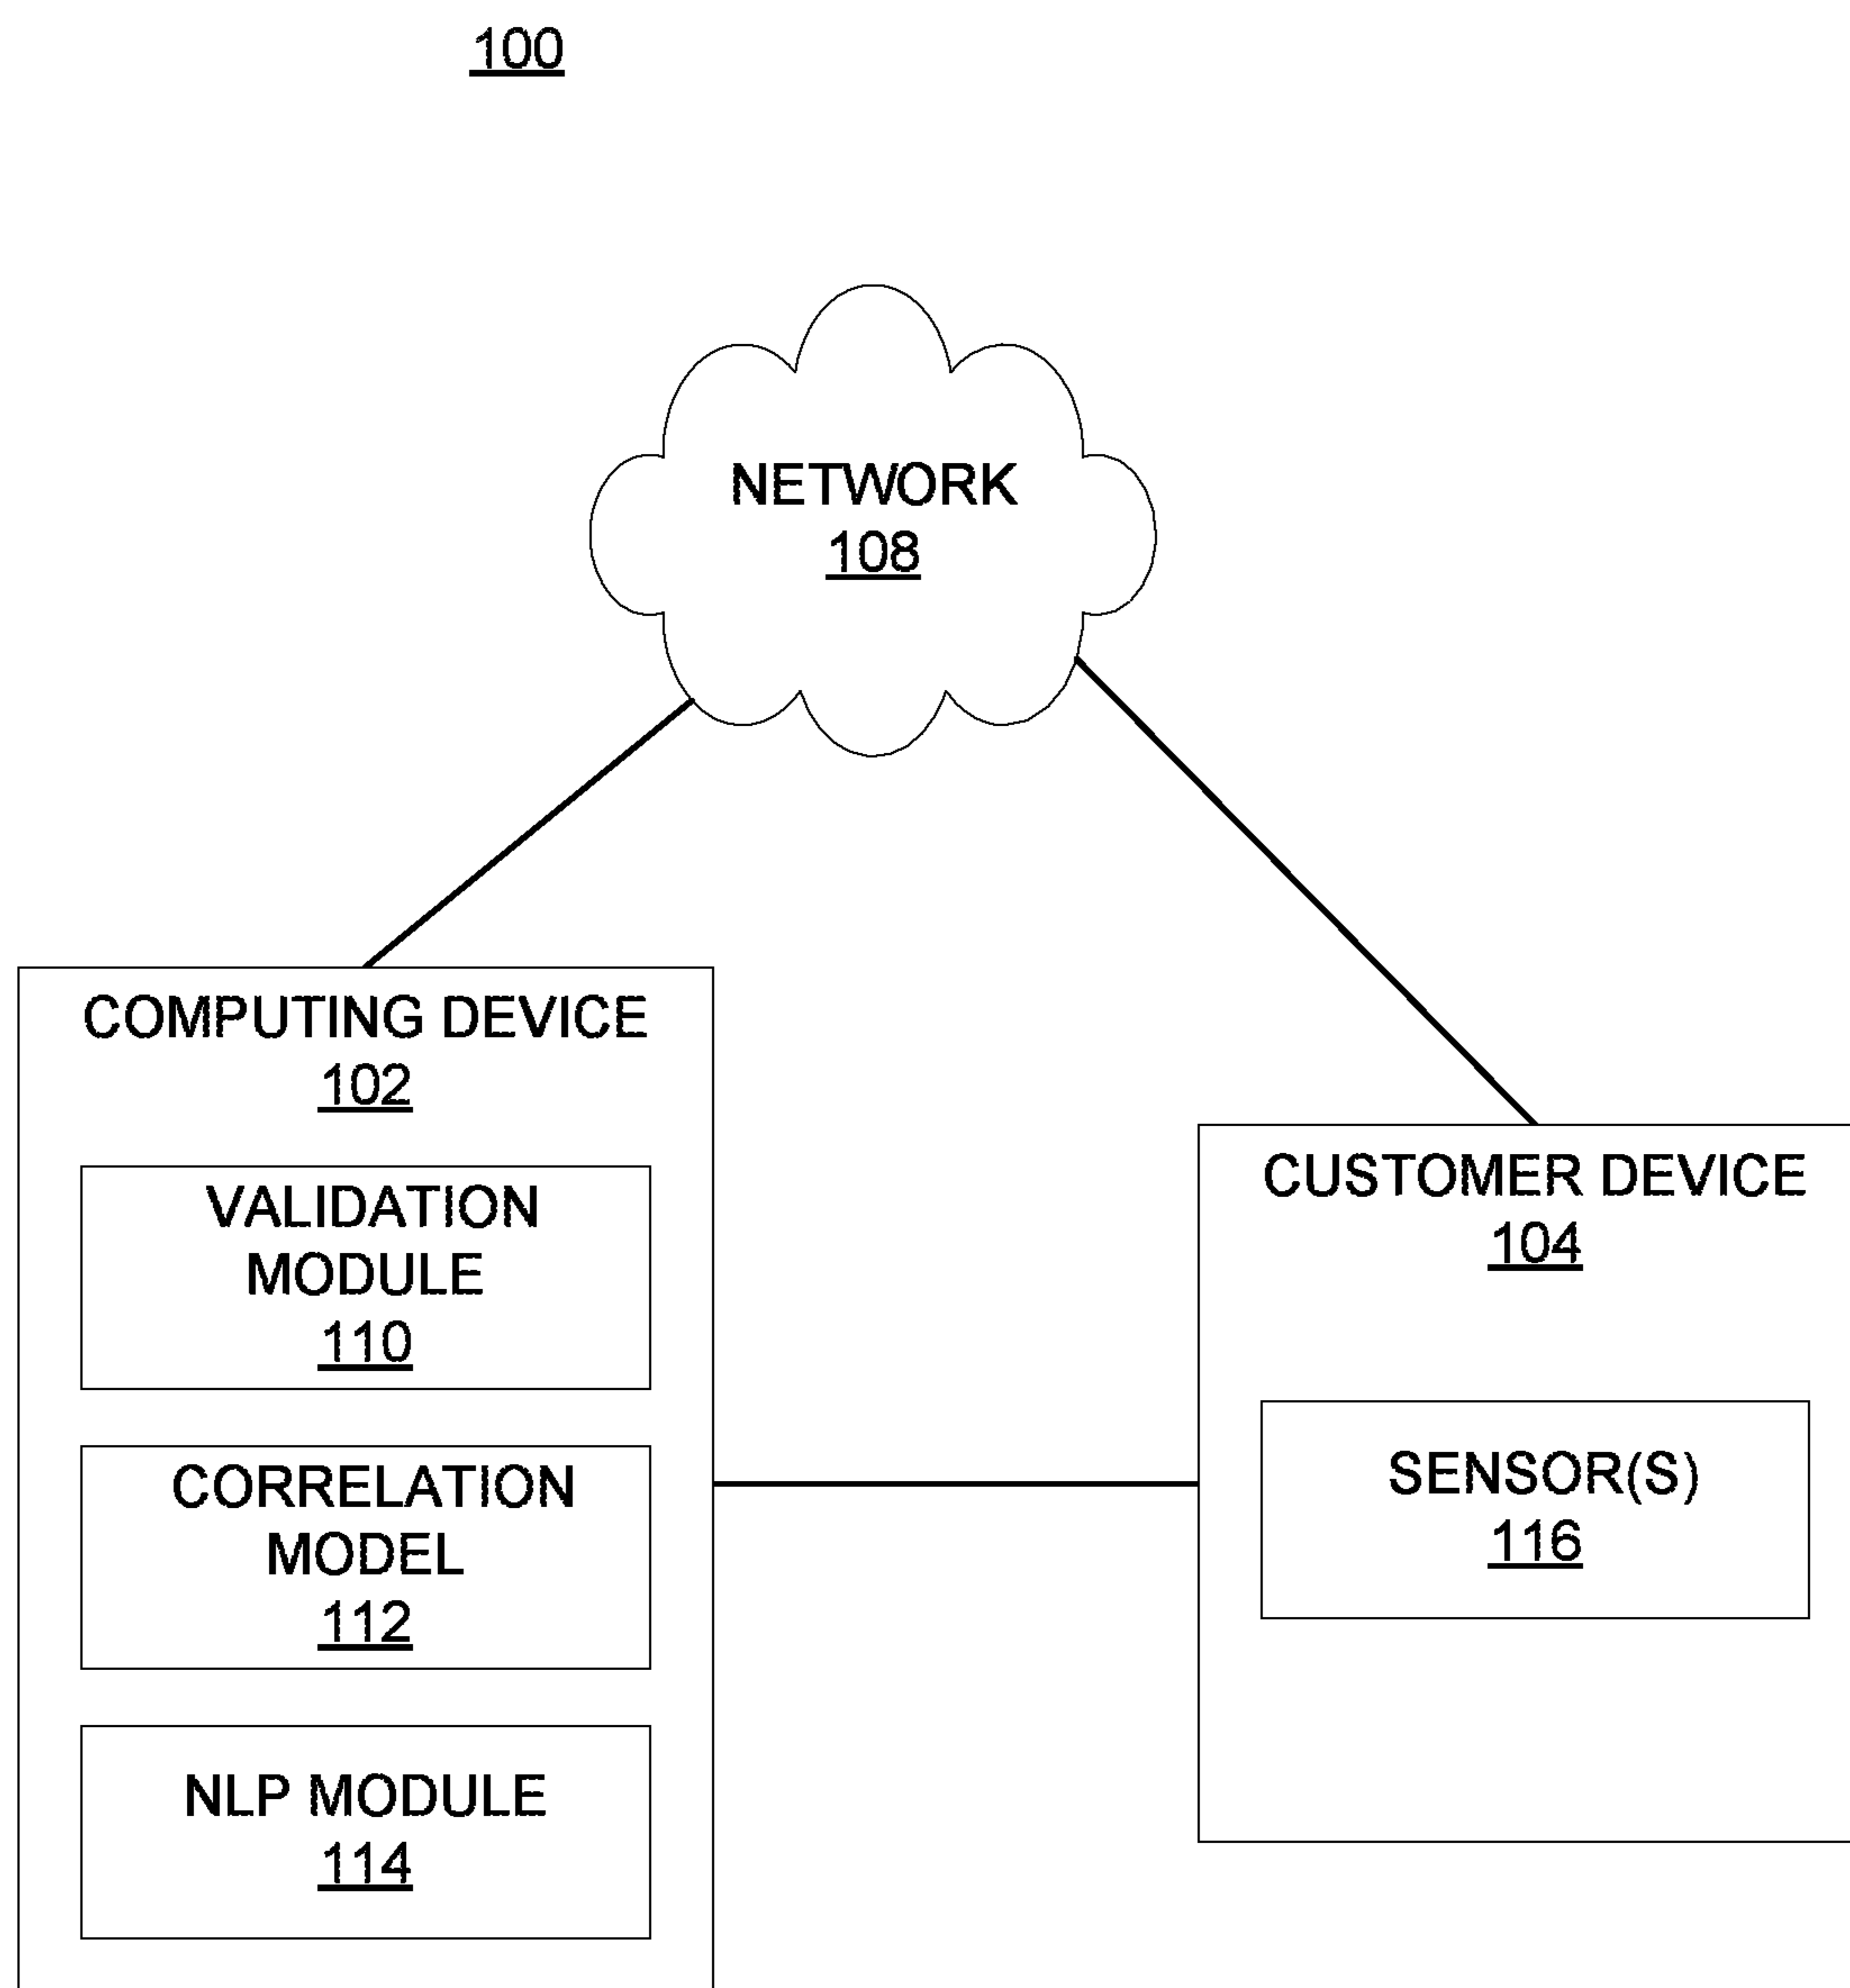 100
NETWORK
108
COMPUTING DEVICE
102
VALIDATION
MODULE
110
CORRELATION
MODEL
112
NLP MODULE
114
CUSTOMER DEVICE
104
SENSOR(S)
116